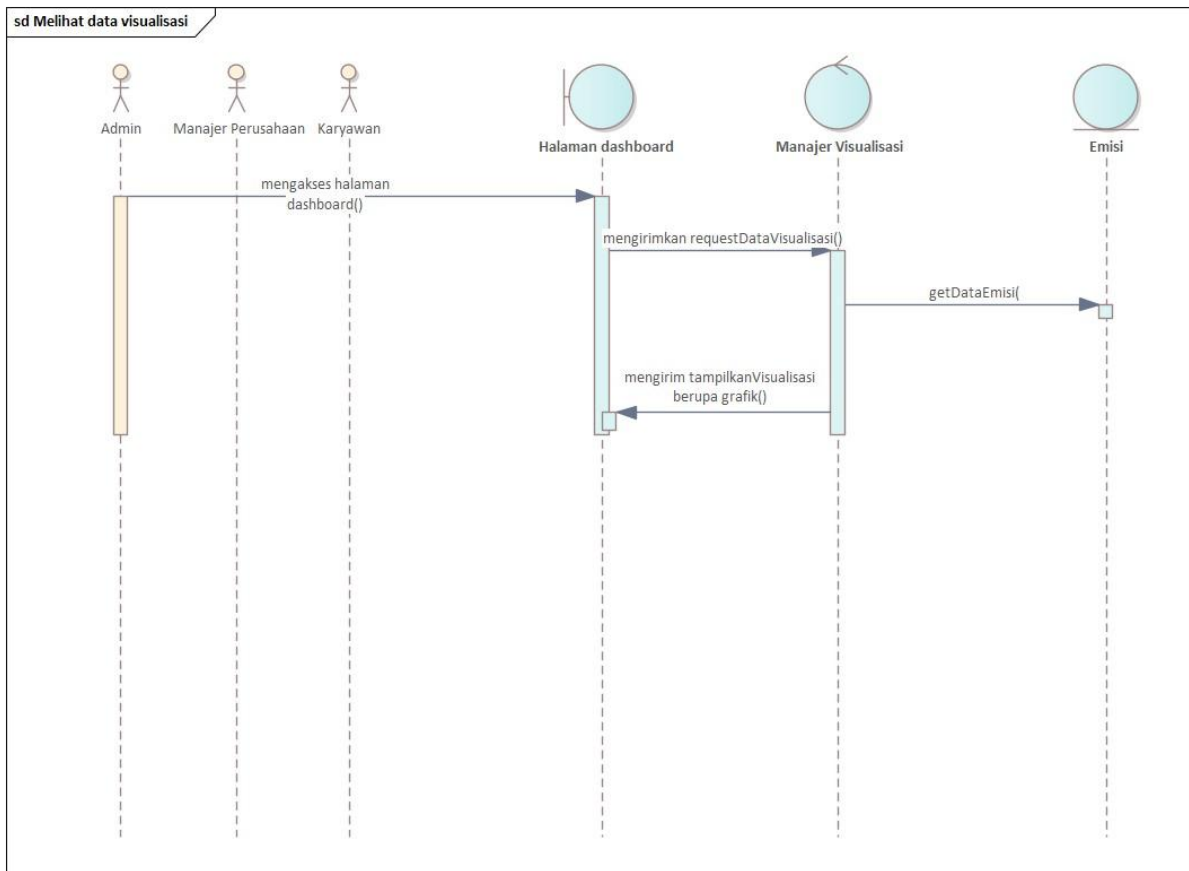 sd Melihat data visualisasi
Admin
Manajer Perusahaan
Karyawan
Halaman dashboard
Manajer Visualisasi
Emisi
mengakses halaman
dashboard()
mengirimkan requestDataVisualisasi()
getDataEmisi(
mengirim tampilkanVisualisasi
berupa grafik()